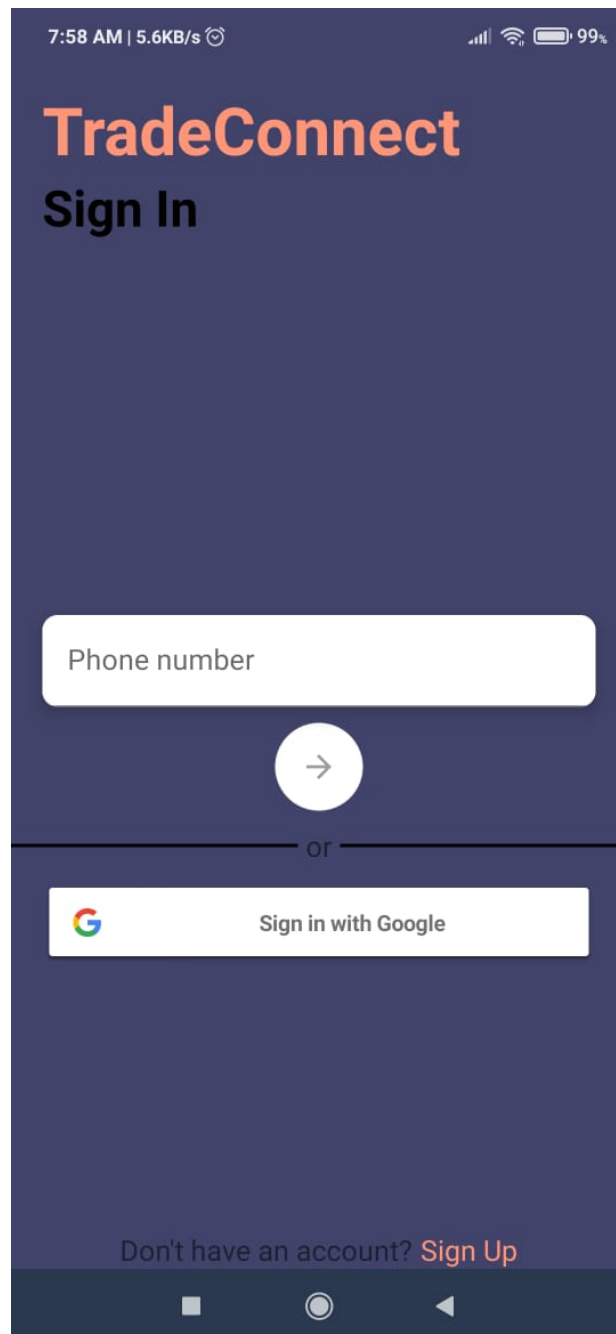 7:58 AM | 5.6KB/s 99%
TradeConnect
Sign In
Phone number
or
Sign in with Google
Don't have an account? Sign Up